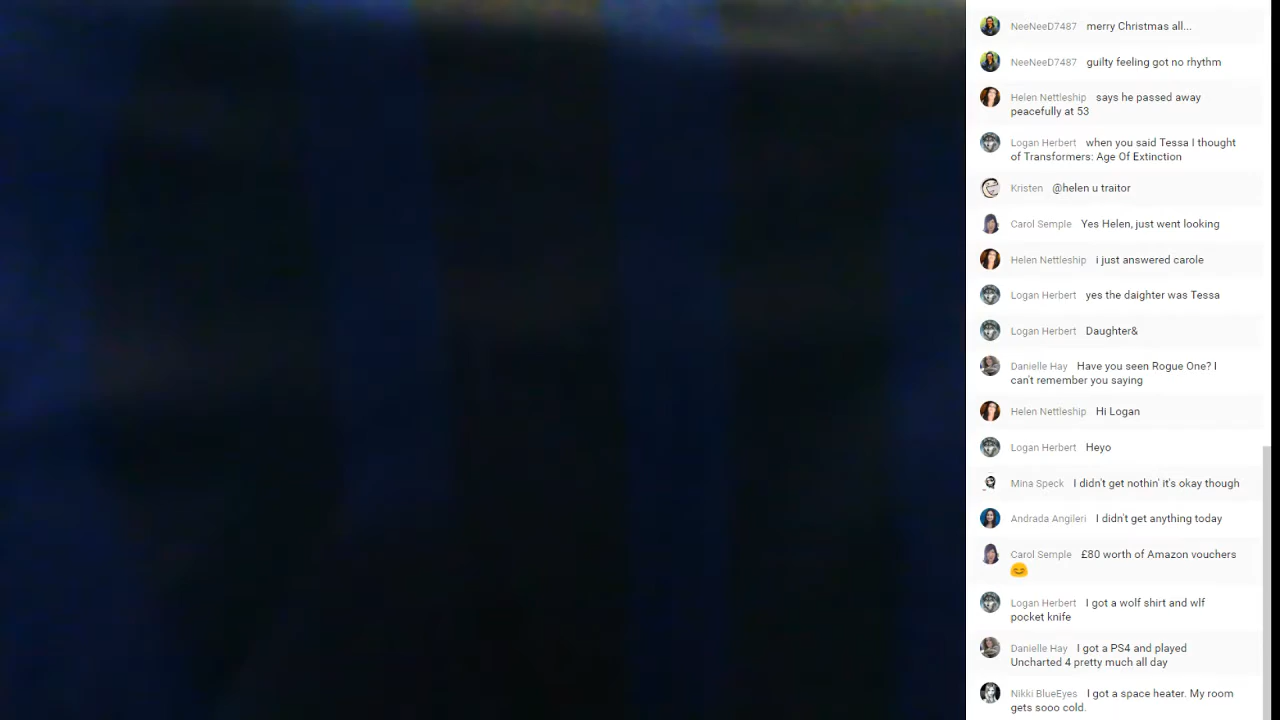 NeeNeeD7487 merry Christmas all...
NeeNeeD7487 guilty feeling got no rhythm
Helen Nettleship says he passed away
peacefully at 53
Logan Herbert when you said Tessa I thought
of Transformers: Age Of Extinction
Kristen @helen u traitor
Carol Semple Yes Helen, just went looking
Helen Nettleship i just answered carole
Logan Herbert yes the daighter was Tessa
Logan Herbert Daughter&
Danielle Hay Have you seen Rogue One? I
can't remember you saying
Helen Nettleship Hi Logan
Logan Herbert Heyo
Mina Speck I didn't get nothin' it's okay though
Andrada Angileri I didn't get anything today
Carol Semple £80 worth of Amazon vouchers
😊
Logan Herbert I got a wolf shirt and wlf
pocket knife
Danielle Hay I got a PS4 and played
Uncharted 4 pretty much all day
Nikki BlueEyes I got a space heater. My room
gets sooo cold.